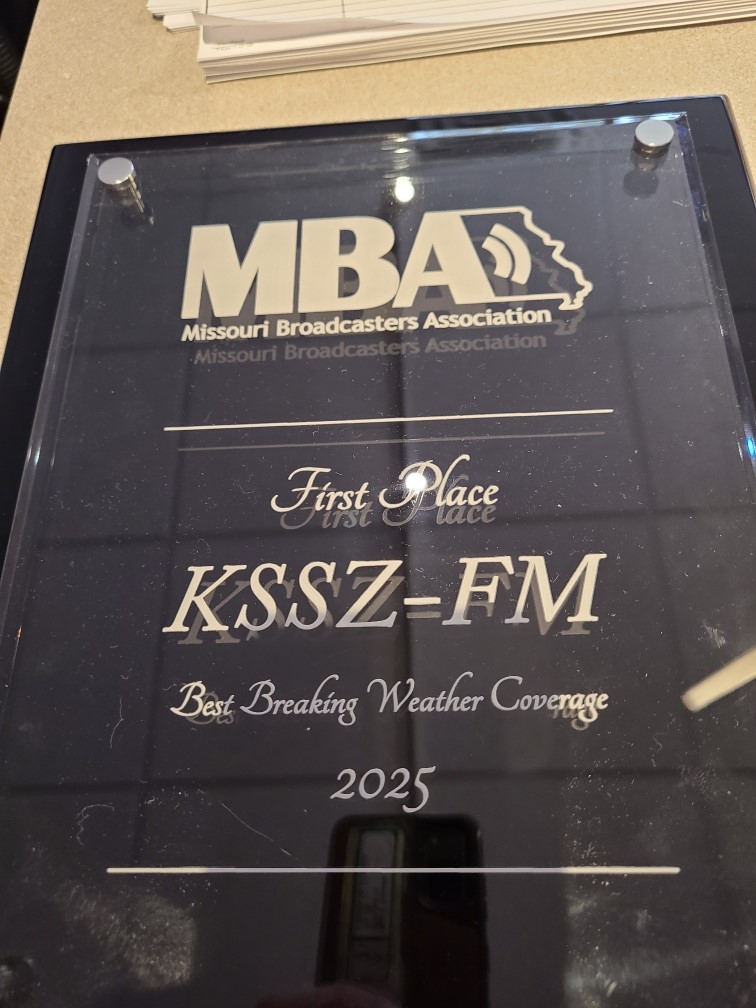 MBA
Missouri Broadcasters Association
First Place
KSSZ-FM
Best Breaking Weather Coverage
2025